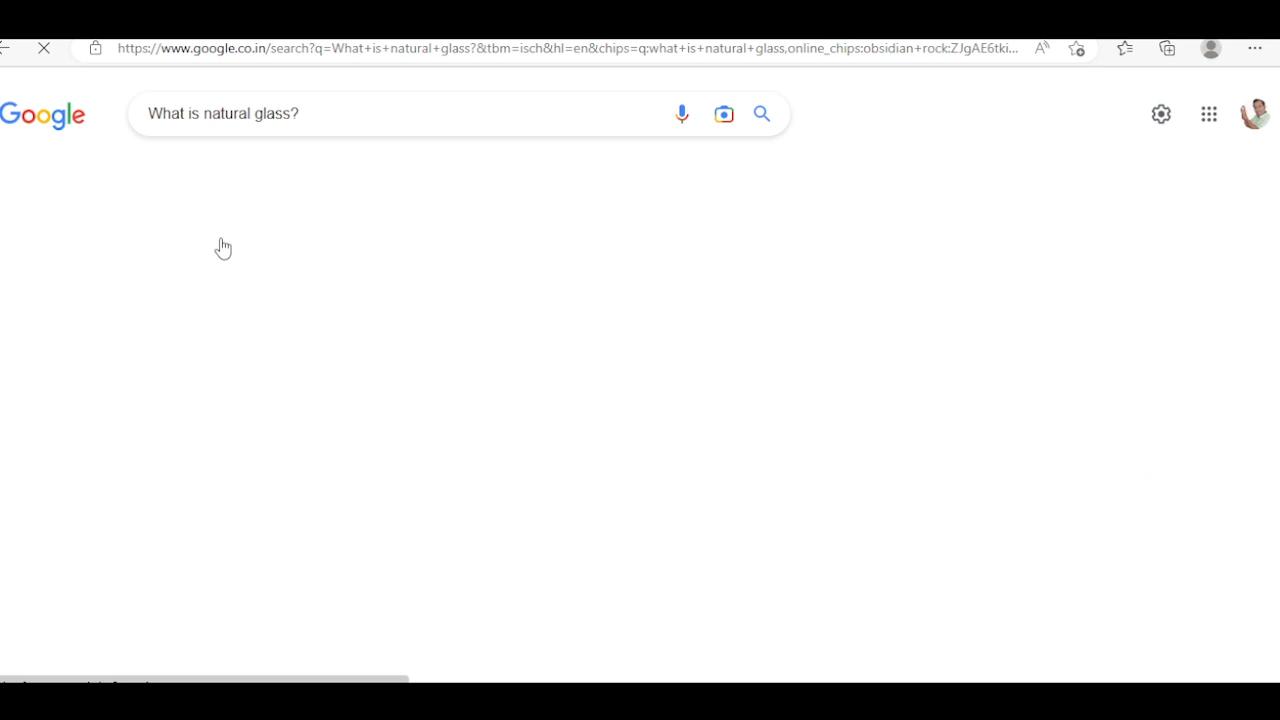 https://www.google.co.in/search?q=What+is+natural+glass?&tbm=isch&hl=en&chips=q:what+is+natural+glass,online_chips:obsidian+rock:ZJgAE6tki...
Google
What is natural glass?